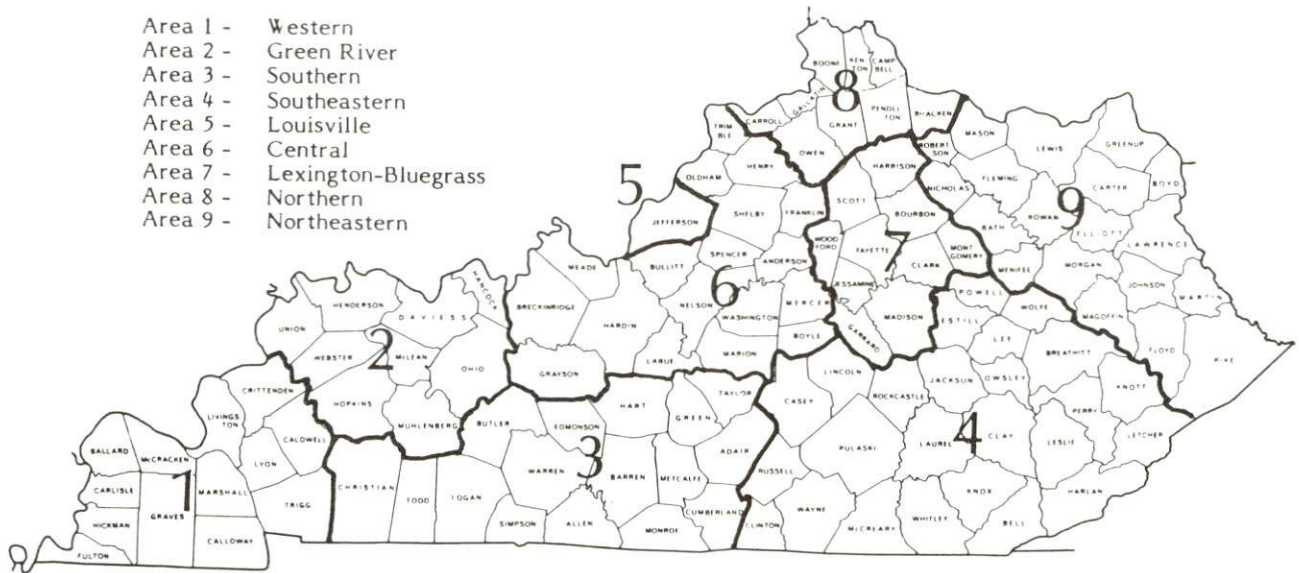 Area 1 - Western
Area 2 - Green River
Area 3 - Southern
Area 4 - Southeastern
Area 5 - Louisville
Area 6 - Central
Area 7 - Lexington-Bluegrass
Area 8 - Northern
Area 9 - Northeastern
BOONE
KEN TON
CAMP BELL
8
GALLATIN
CARROLL
GRANT
PENDLE TON
BRACKEN
TRIM BLE
OWEN
MASON
ROBERT SON
LEWIS
GREENUP
HENRY
HARRISON
OLDHAM
5
FLEMING
CARTER
BOYD
NICHOLAS
9
JEFFERSON
SHELBY
FRANKLIN
SCOTT
BOURBON
BATH
ROWAN
ELLIOTT
LAWRENCE
WOOD FORD
FAYETTE
7
MEADE
BULLITT
SPENCER
ANDERSON
CLARK
MONT GOMERY
MENIFEE
MORGAN
HANCOCK
6
JESSAMINE
POWELL
WOLFE
JOHNSON
MARTIN
HENDERSON
DAVIESS
BRECKINRIDGE
NELSON
MERCER
MADISON
ESTILL
MAGOFFIN
UNION
HARDIN
WASHINGTON
BOYLE
GARRARD
LEE
2
WEBSTER
McLEAN
LARUE
MARION
BREATHITT
FLOYD
PIKE
OHIO
GRAYSON
LINCOLN
JACKSON
OWSLEY
KNOTT
CRITTENDEN
HOPKINS
HART
TAYLOR
CASEY
ROCKCASTLE
PERRY
LIVINGS TON
MUHLENBERG
BUTLER
EDMONSON
GREEN
4
CALDWELL
LAUREL
CLAY
LESLIE
LETCHER
BALLARD
McCRACKEN
LYON
3
ADAIR
PULASKI
WARREN
BARREN
METCALFE
RUSSELL
CARLISLE
1
MARSHALL
CHRISTIAN
TODD
LOGAN
KNOX
HARLAN
TRIGG
CUMBERLAND
WAYNE
HICKMAN
GRAVES
SIMPSON
ALLEN
MONROE
CLINTON
McCREARY
WHITLEY
BELL
CALLOWAY
FULTON